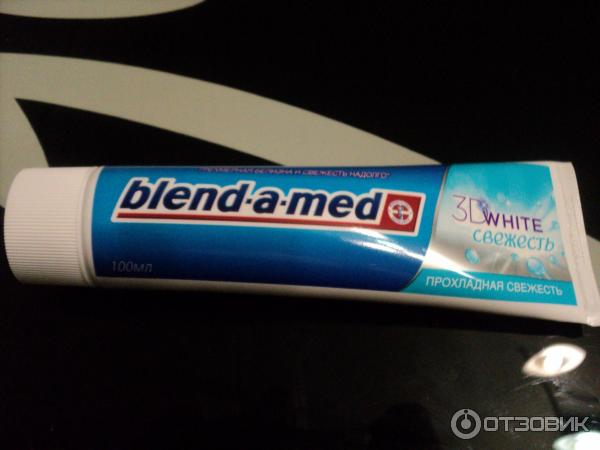 ТРЕХМЕРНАЯ БЕЛИЗНА И СВЕЖЕСТЬ НАДОЛГО*
blend-a-med
3D WHITE
свежесть
100мл
ПРОХЛАДНАЯ СВЕЖЕСТЬ
ОТЗОВИК